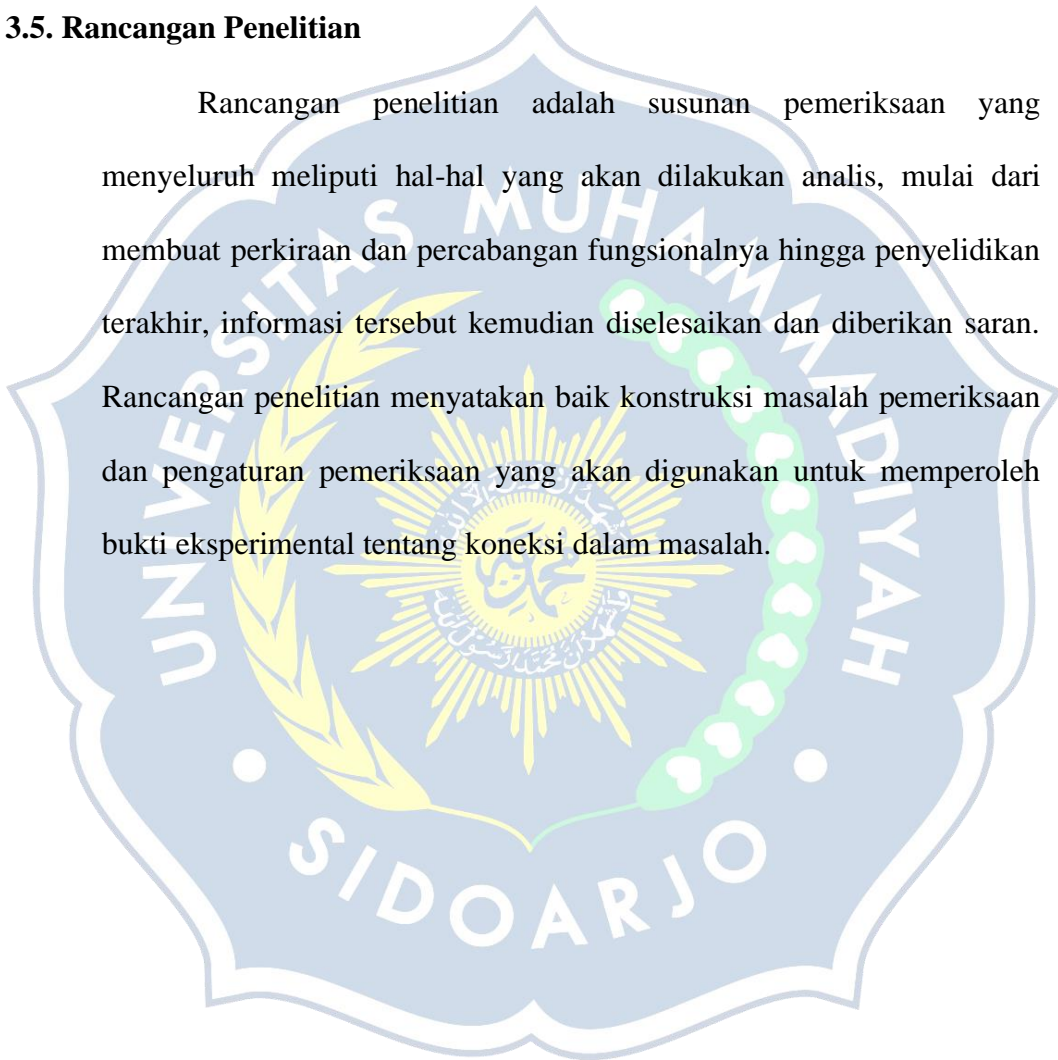 3.5. Rancangan Penelitian
Rancangan penelitian adalah susunan pemeriksaan yang
menyeluruh meliputi hal-hal yang akan dilakukan analis, mulai dari
membuat perkiraan dan percabangan fungsionalnya hingga penyelidikan
terakhir, informasi tersebut kemudian diselesaikan dan diberikan saran.
Rancangan penelitian menyatakan baik konstruksi masalah pemeriksaan
dan pengaturan pemeriksaan yang akan digunakan untuk memperoleh
bukti eksperimental tentang koneksi dalam masalah.
UNIVERSITAS MUHAMMADIYAH
SIDOARJO